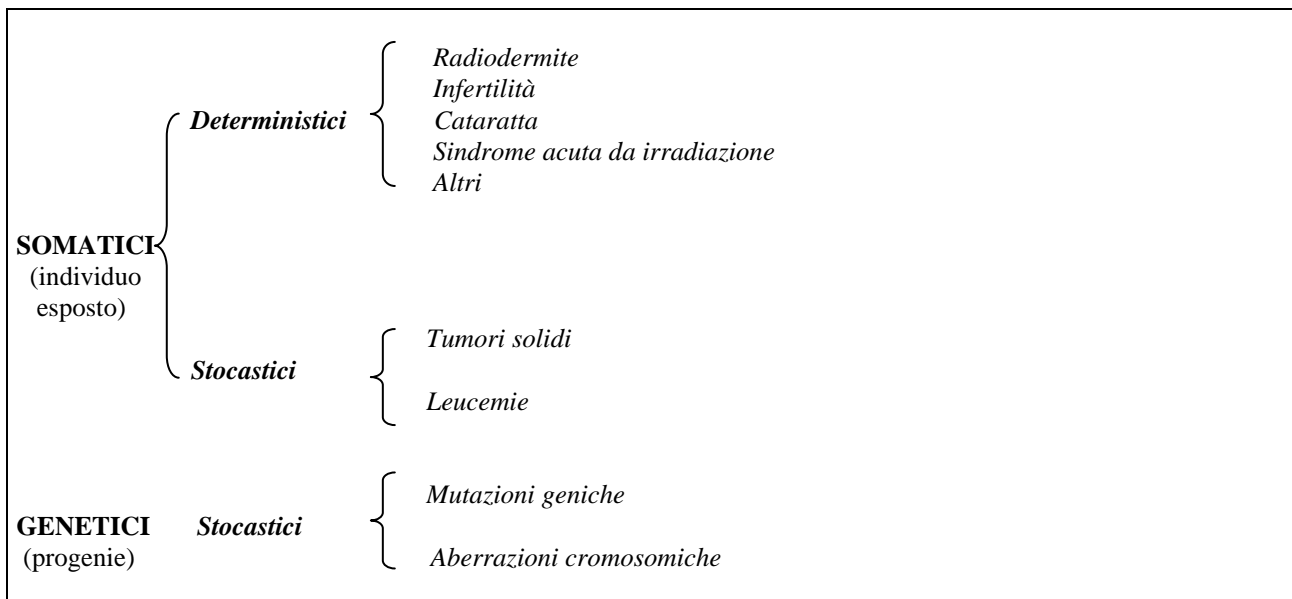 Radiodermite
Infertilità
Deterministici
Cataratta
Sindrome acuta da irradiazione
Altri
SOMATICI
(individuo
esposto)
Tumori solidi
Stocastici
Leucemie
Mutazioni geniche
GENETICI Stocastici
(progenie)
Aberrazioni cromosomiche